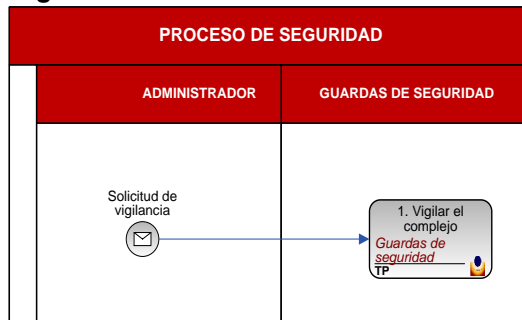 PROCESO DE SEGURIDAD
ADMINISTRADOR
GUARDAS DE SEGURIDAD
Solicitud de
vigilancia
1. Vigilar el
complejo
Guardas de
seguridad
TP